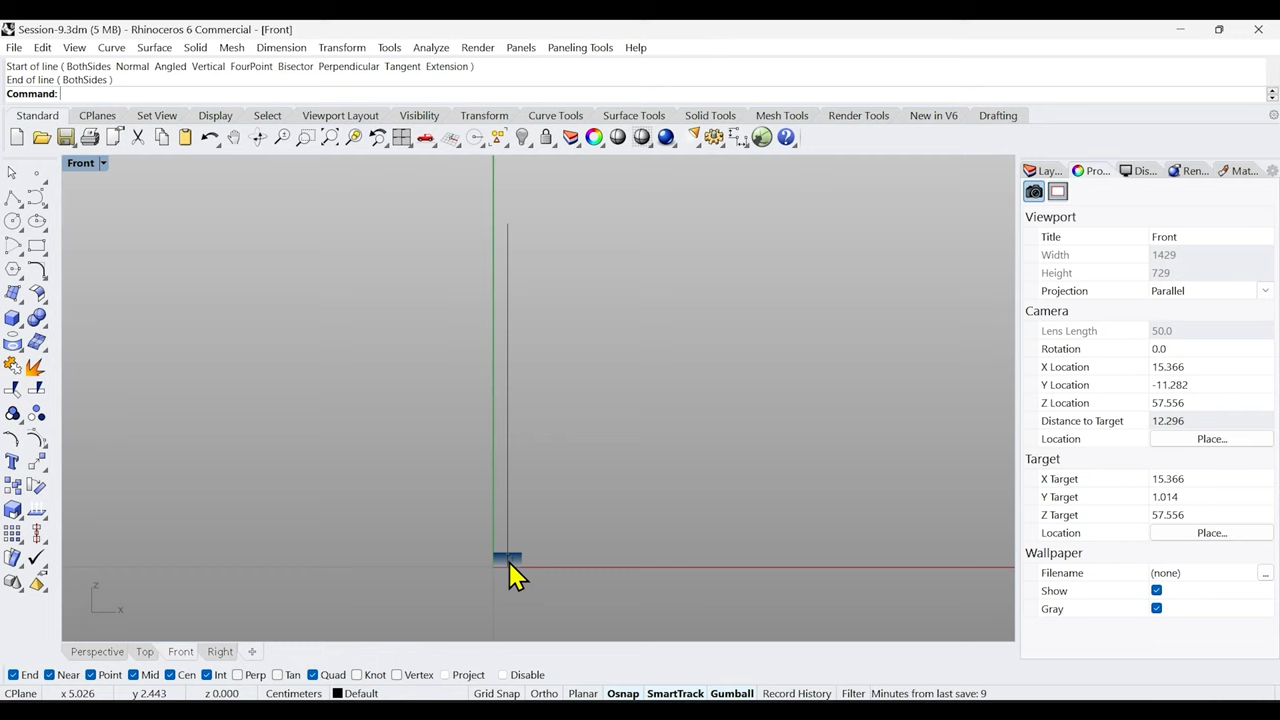 Session-9.3dm (5 MB) - Rhinoceros 6 Commercial - [Front]
File Edit View Curve Surface Solid Mesh Dimension Transform Tools Analyze Render Panels Paneling Tools Help
Start of line ( BothSides Normal Angled Vertical FourPoint Bisector Perpendicular Tangent Extension )
End of line ( BothSides )
Command:
Standard CPlanes Set View Display Select Viewport Layout Visibility Transform Curve Tools Surface Tools Solid Tools Mesh Tools Render Tools New in V6 Drafting
Front
Lay... Pro... Dis... Ren... Mat...
Viewport
Title Front
Width 1429
Height 729
Projection Parallel
Camera
Lens Length 50.0
Rotation 0.0
X Location 15.366
Y Location -11.282
Z Location 57.556
Distance to Target 12.296
Location Place...
Target
X Target 15.366
Y Target 1.014
Z Target 57.556
Location Place...
Wallpaper
Filename (none) ...
Show
Gray
z
x
Perspective Top Front Right
End Near Point Mid Cen Int Perp Tan Quad Knot Vertex Project Disable
CPlane x 5.026 y 2.443 z 0.000 Centimeters Default Grid Snap Ortho Planar Osnap SmartTrack Gumball Record History Filter Minutes from last save: 9